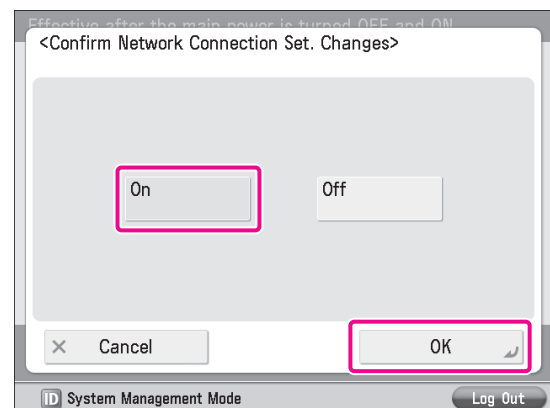 Effective after the main power is turned OFF and ON
<Confirm Network Connection Set. Changes>
On
Off
Cancel
OK
ID System Management Mode
Log Out